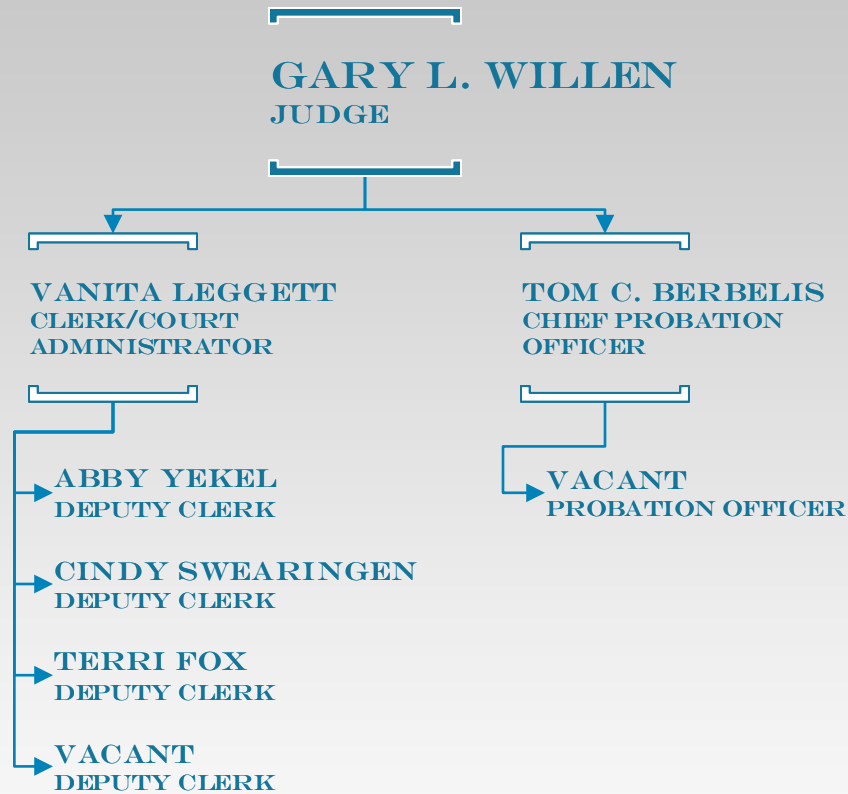 GARY L. WILLEN
JUDGE
VANITA LEGGETT
CLERK/COURT
ADMINISTRATOR
TOM C. BERBELIS
CHIEF PROBATION
OFFICER
ABBY YEKEL
DEPUTY CLERK
CINDY SWEARINGEN
DEPUTY CLERK
TERRI FOX
DEPUTY CLERK
VACANT
DEPUTY CLERK
VACANT
PROBATION OFFICER